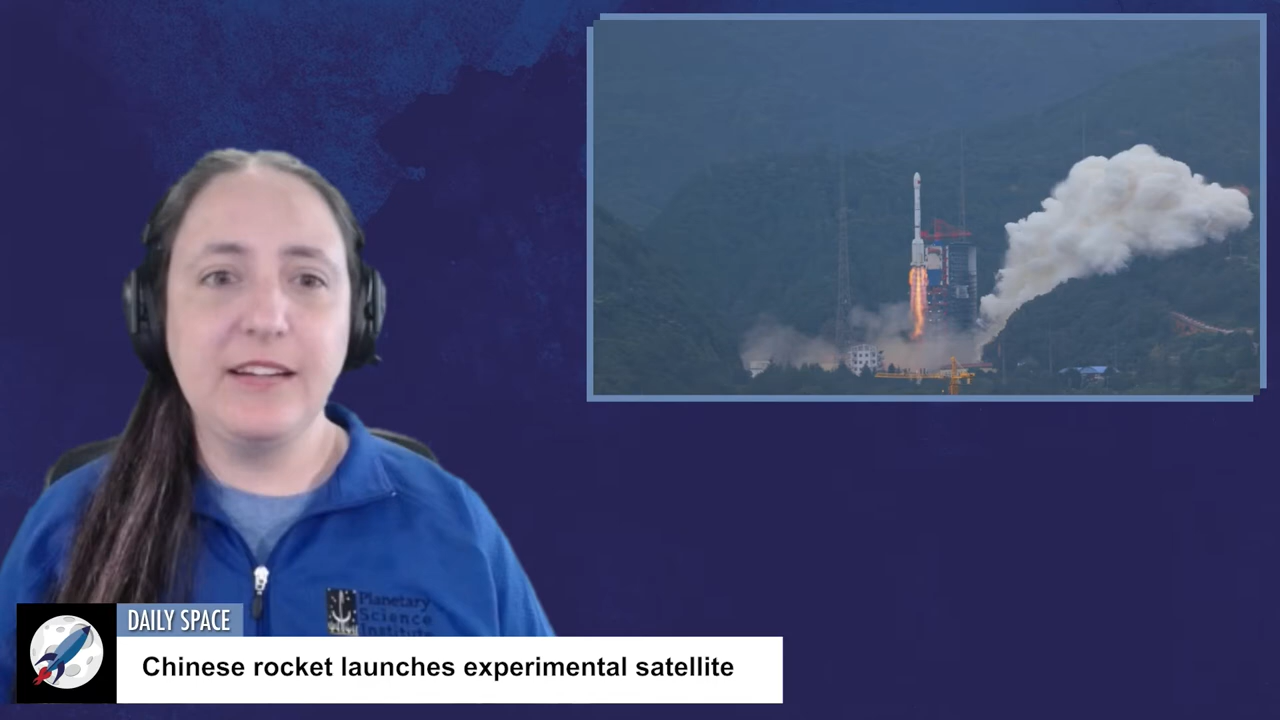 Planetary
Science
Institute
DAILY SPACE
Chinese rocket launches experimental satellite